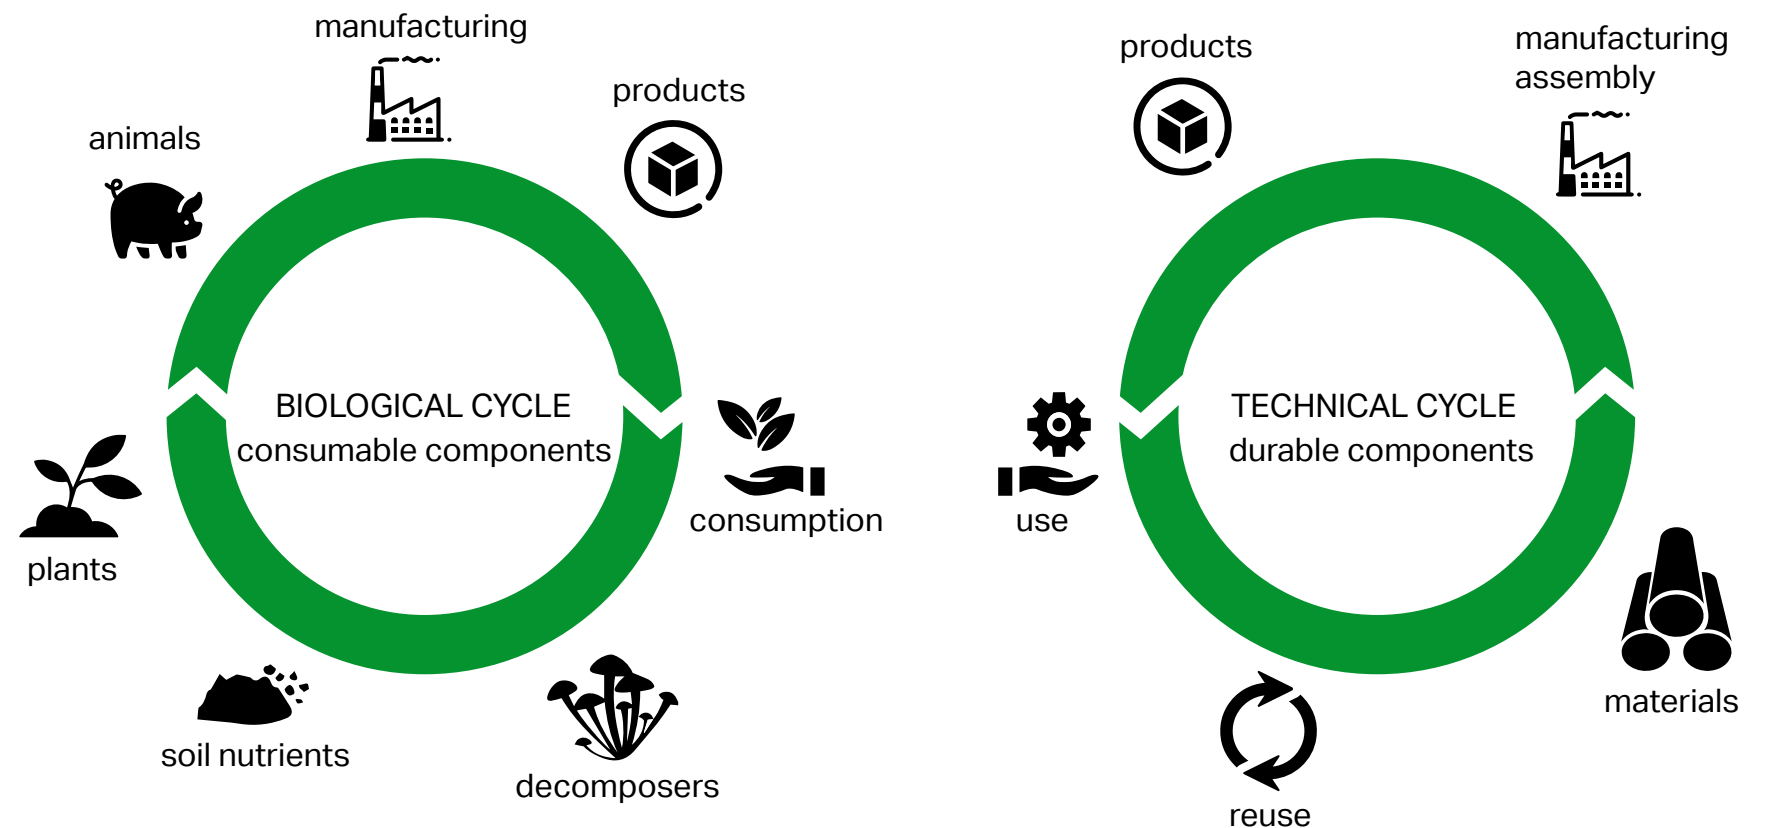 manufacturing
products
animals
BIOLOGICAL CYCLE
consumable components
consumption
plants
soil nutrients
decomposers
products
manufacturing
assembly
TECHNICAL CYCLE
durable components
use
materials
reuse